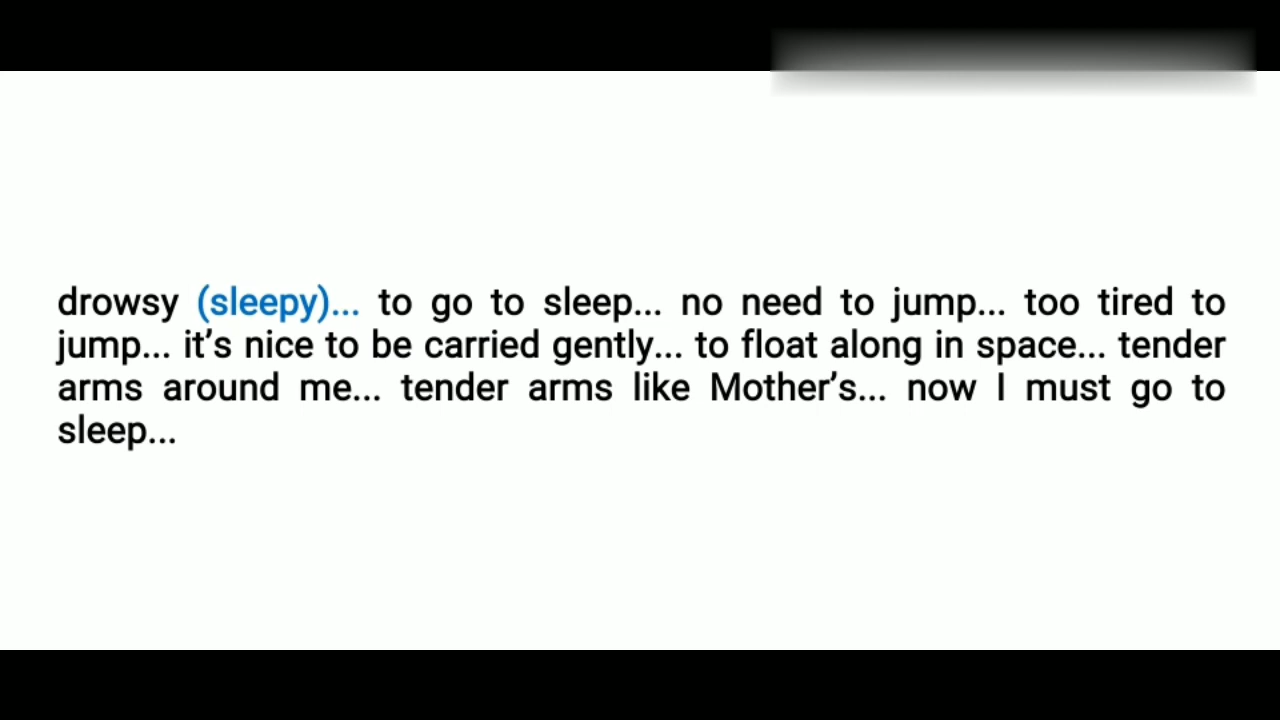 drowsy (sleepy)... to go to sleep... no need to jump... too tired to
jump... it’s nice to be carried gently... to float along in space... tender
arms around me... tender arms like Mother’s... now I must go to
sleep...